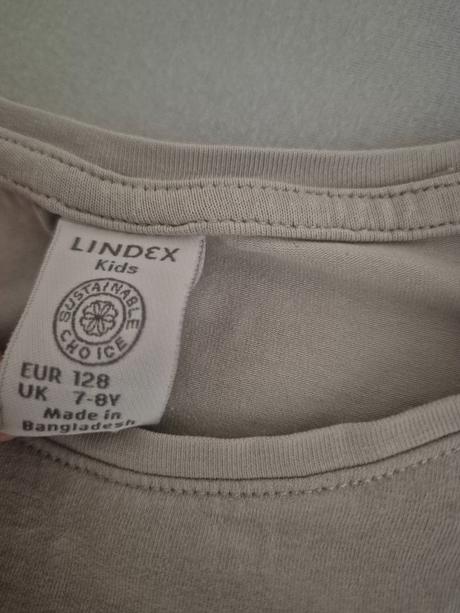 LINDEX
Kids
SUSTAINABLE
CHOICE
EUR 128
UK 7-8Y
Made in
Bangladesh